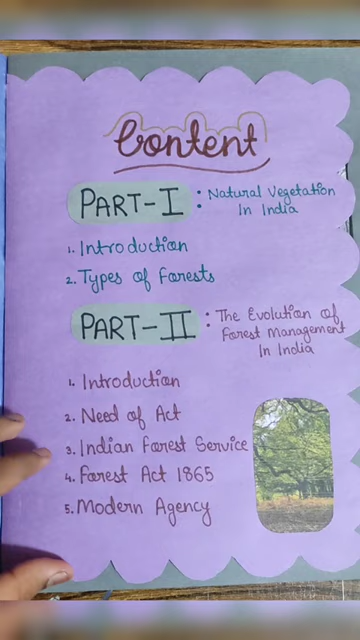 Content
PART-I : Natural Vegetation
In India
1. Introduction
2. Types of Forests
PART-II : The Evolution of
Forest Management
In India
1. Introduction
2. Need of Act
3. Indian Forest Service
4. Forest Act 1865
5. Modern Agency